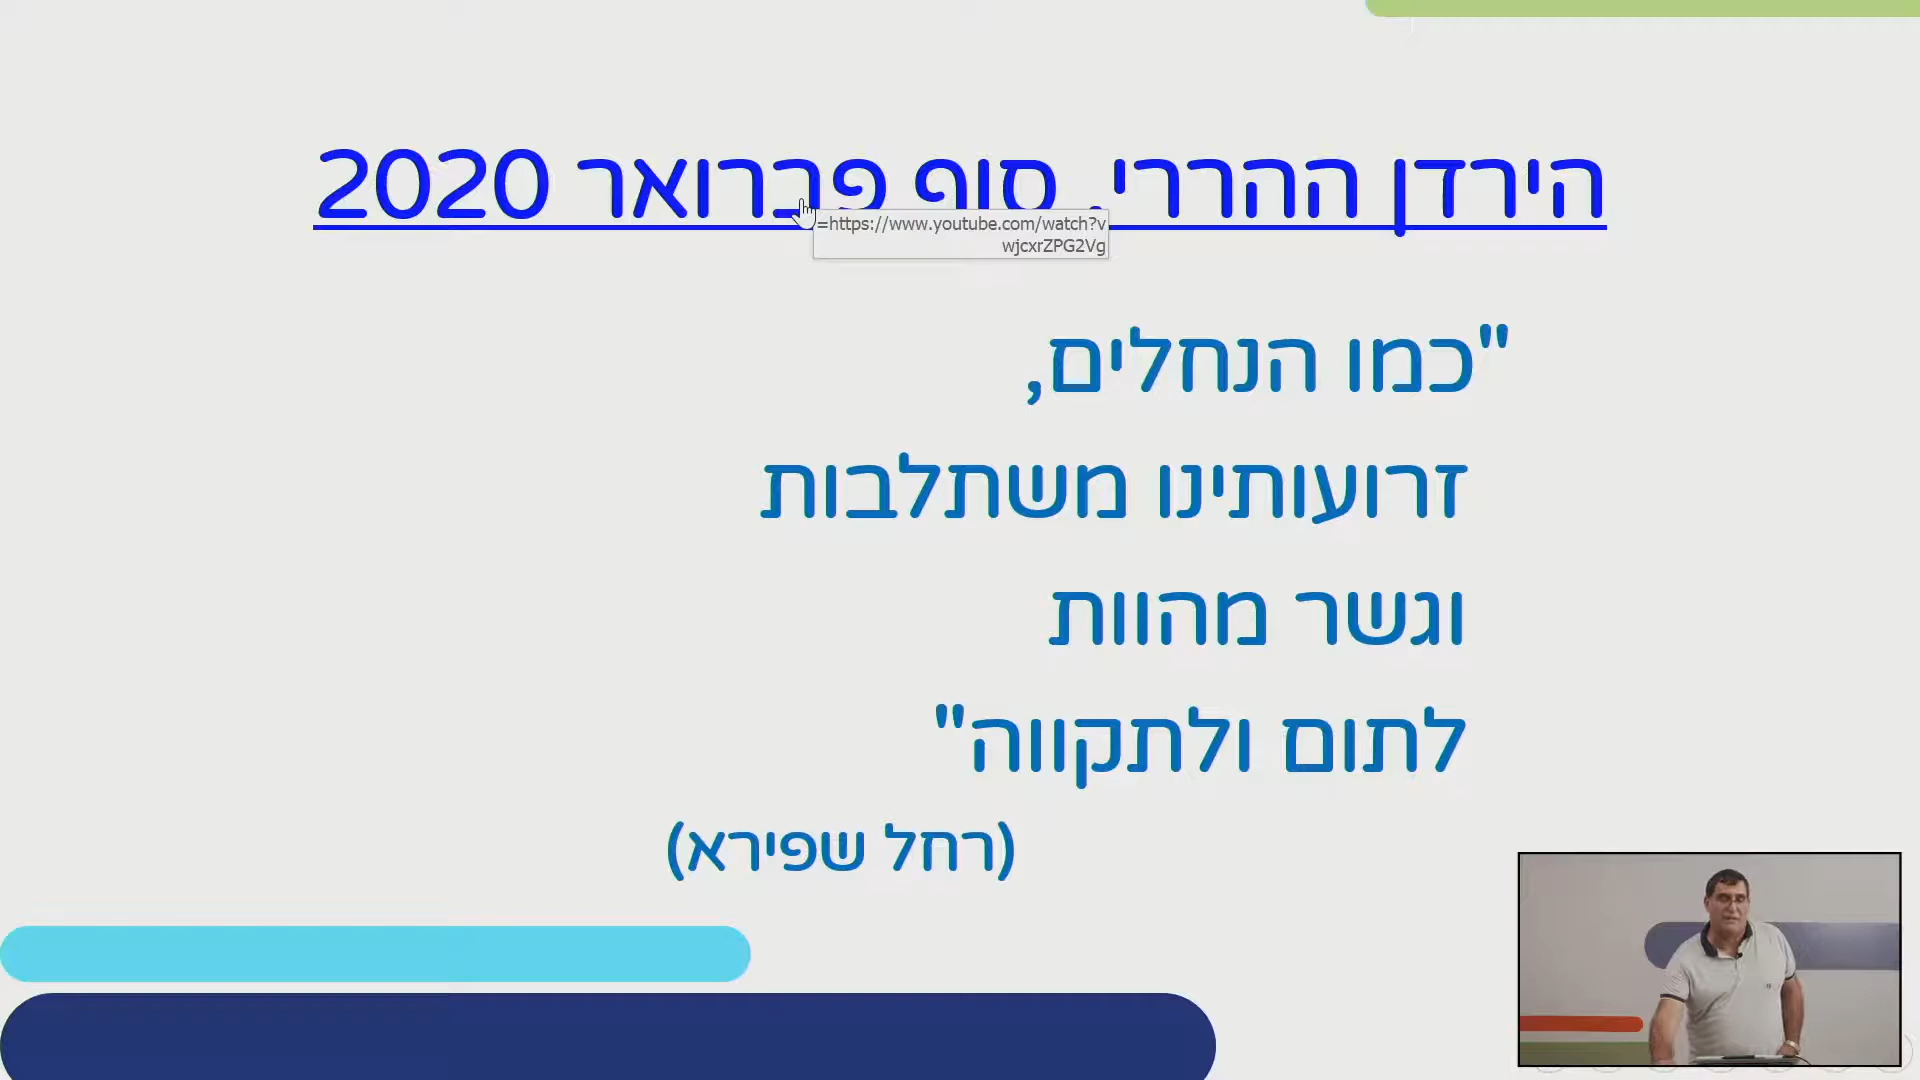 הירדן ההררי, סוף פברואר 2020
https://www.youtube.com/watch?v=
wjcxrZPG2Vg
"כמו הנחלים,
זרועותינו משתלבות
וגשר מהוות
לתום ולתקווה"
(רחל שפירא)